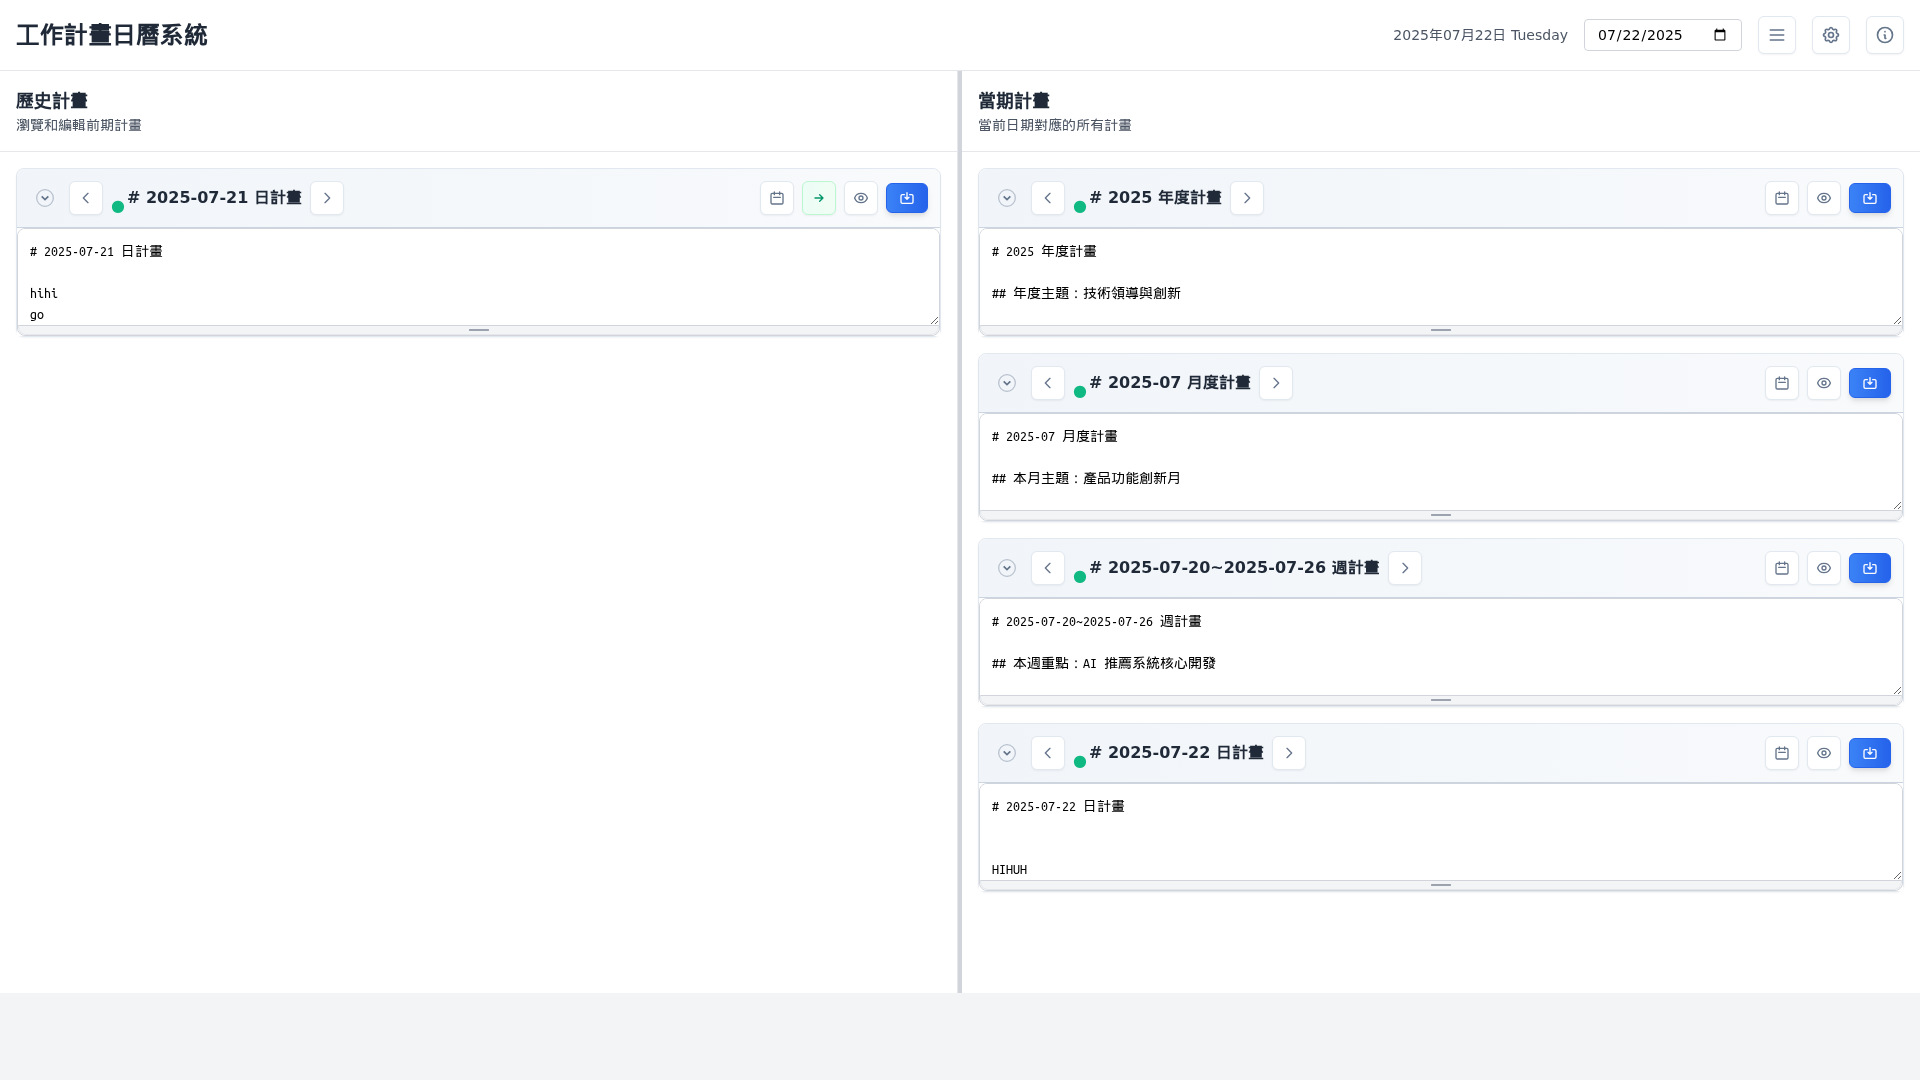 工作計畫日曆系統
2025年07月22日 Tuesday
07/22/2025
歷史計畫
瀏覽和編輯前期計畫
# 2025-07-21 日計畫
# 2025-07-21 日計畫
hihi
go
當期計畫
當前日期對應的所有計畫
# 2025 年度計畫
# 2025 年度計畫
## 年度主題：技術領導與創新
# 2025-07 月度計畫
# 2025-07 月度計畫
## 本月主題：產品功能創新月
# 2025-07-20~2025-07-26 週計畫
# 2025-07-20~2025-07-26 週計畫
## 本週重點：AI 推薦系統核心開發
# 2025-07-22 日計畫
# 2025-07-22 日計畫
HIHUH